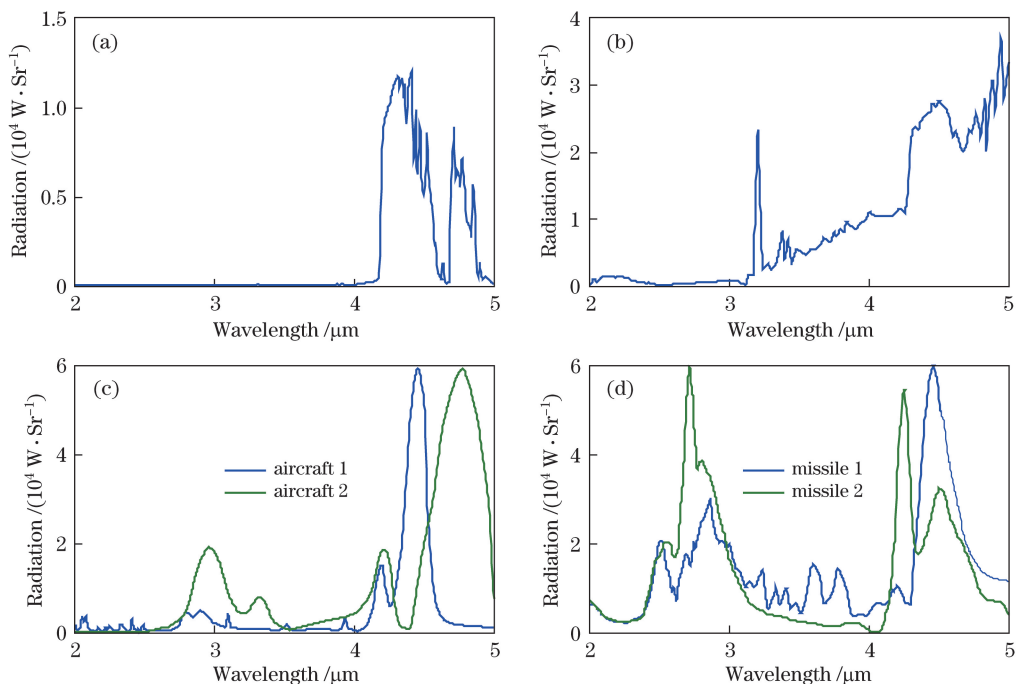 (a)
Radiation /(10⁴ W · Sr⁻¹)
1.5
1.0
0.5
0
2 3 4 5
Wavelength /μm
(b)
Radiation /(10⁴ W · Sr⁻¹)
4
3
2
1
0
2 3 4 5
Wavelength /μm
(c)
Radiation /(10⁴ W · Sr⁻¹)
6
4
2
0
aircraft 1
aircraft 2
2 3 4 5
Wavelength /μm
(d)
Radiation /(10⁴ W · Sr⁻¹)
6
4
2
0
missile 1
missile 2
2 3 4 5
Wavelength /μm